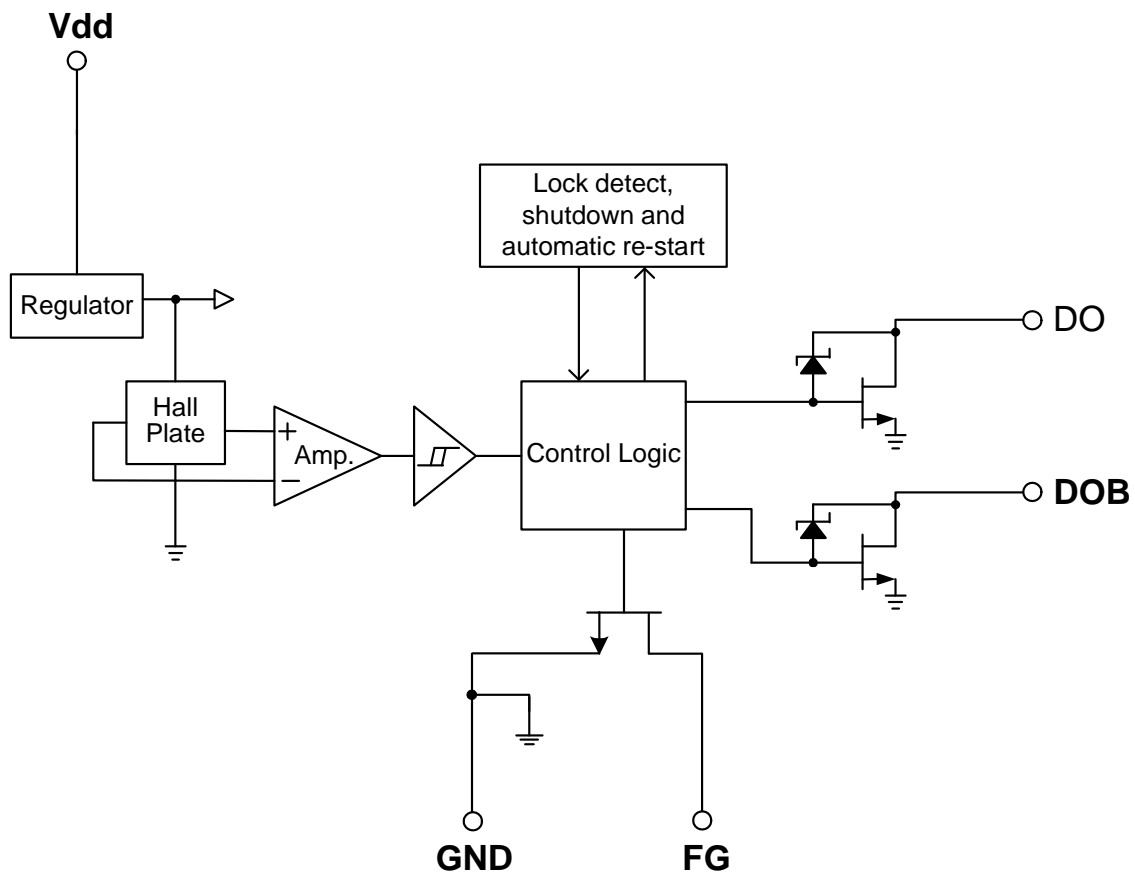 Vdd
Lock detect,
shutdown and
automatic re-start
Regulator
DO
Hall
Plate
+
Amp.
−
Control Logic
DOB
GND
FG